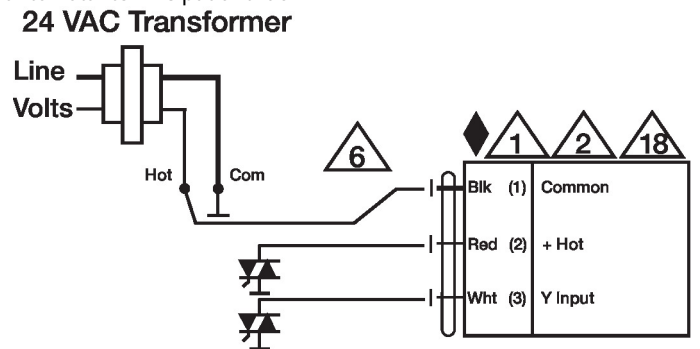 24 VAC Transformer
Line
Volts
Hot
Com
6
1
2
18
Blk (1) Common
Red (2) + Hot
Wht (3) Y Input